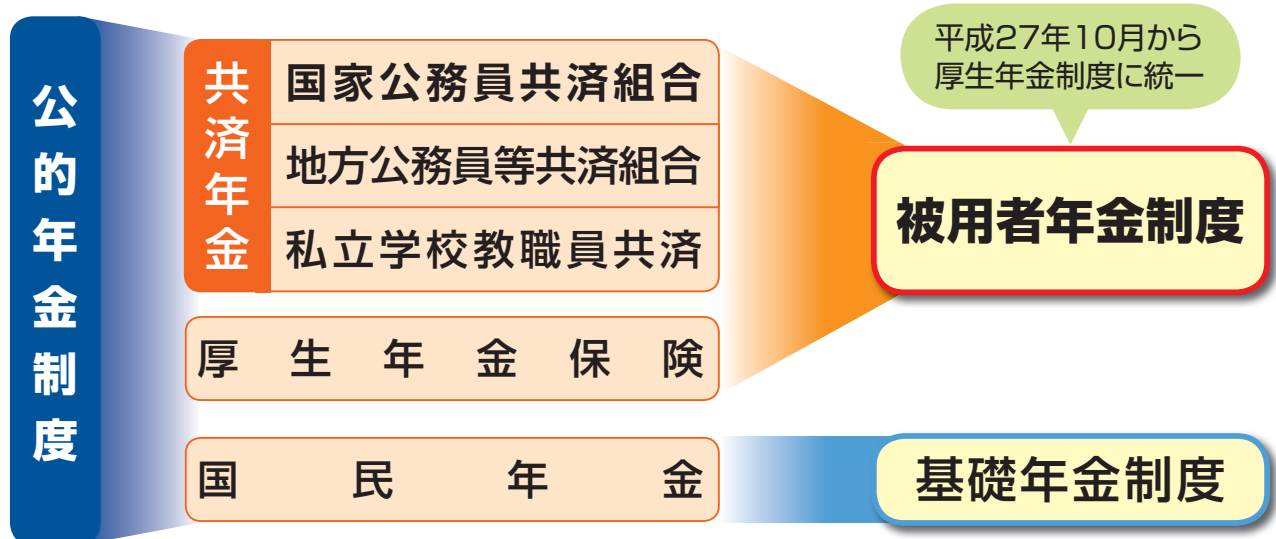 公的年金制度
共済年金
国家公務員共済組合
地方公務員等共済組合
私立学校教職員共済
厚生年金保険
国民年金
平成27年10月から
厚生年金制度に統一
被用者年金制度
基礎年金制度